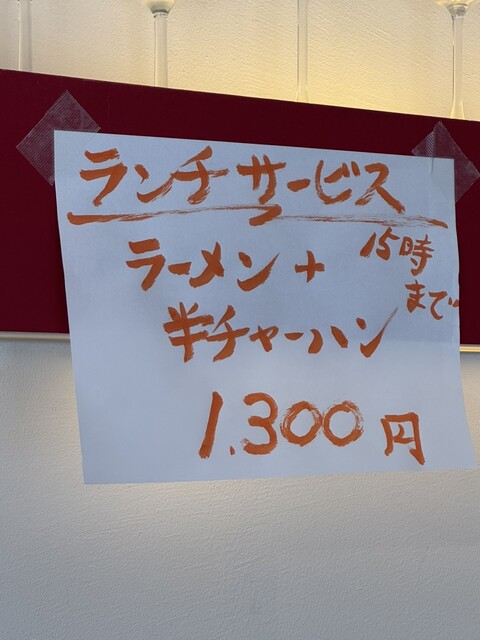 ランチサービス
15時
まで
ラーメン+
半チャーハン
1,300円